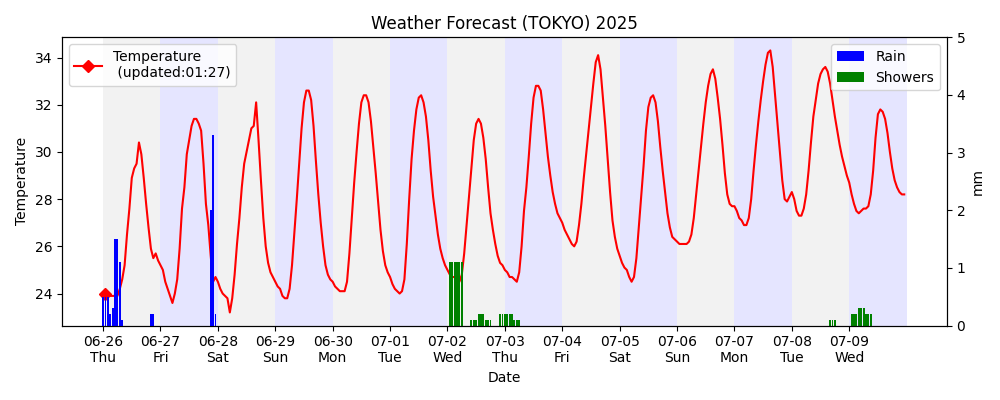 Weather Forecast (TOKYO) 2025
Temperature
(updated:01:27)
Rain
Showers
Temperature
34
32
30
28
26
24
5
4
3
2
1
0
mm
06-26 06-27 06-28 06-29 06-30 07-01 07-02 07-03 07-04 07-05 07-06 07-07 07-08 07-09
Thu Fri Sat Sun Mon Tue Wed Thu Fri Sat Sun Mon Tue Wed
Date